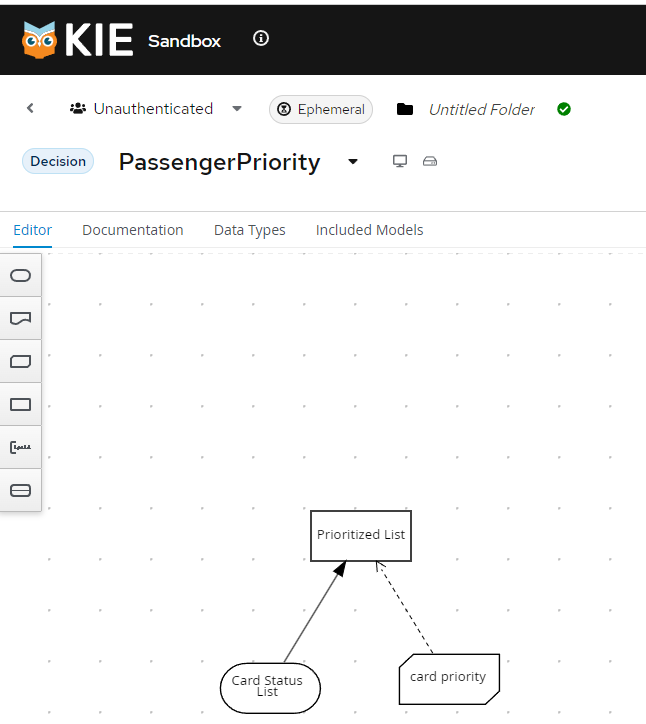 KIE Sandbox
Unauthenticated Ephemeral Untitled Folder
Decision PassengerPriority
Editor Documentation Data Types Included Models
Prioritized List
Card Status
List
card priority